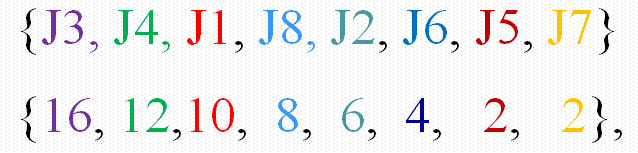 {J3, J4, J1, J8, J2, J6, J5, J7}
{16, 12,10, 8, 6, 4, 2, 2},